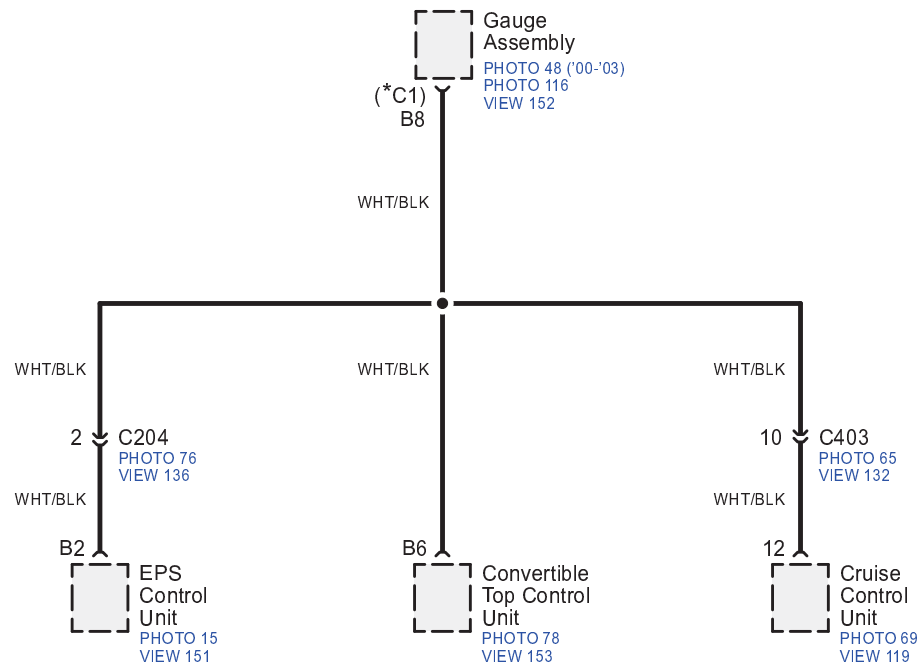 Gauge
Assembly
PHOTO 48 ('00-'03)
PHOTO 116
VIEW 152
(*C1)
B8
WHT/BLK
WHT/BLK
WHT/BLK
WHT/BLK
2
C204
PHOTO 76
VIEW 136
10
C403
PHOTO 65
VIEW 132
WHT/BLK
WHT/BLK
B2
EPS
Control
Unit
PHOTO 15
VIEW 151
B6
Convertible
Top Control
Unit
PHOTO 78
VIEW 153
12
Cruise
Control
Unit
PHOTO 69
VIEW 119